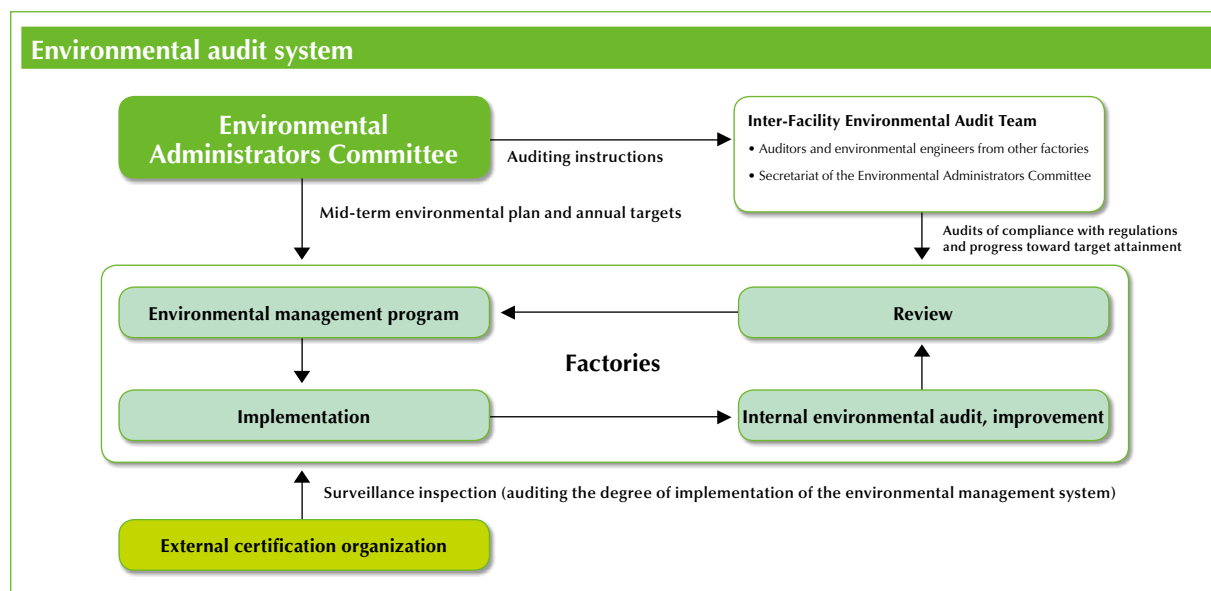 Environmental audit system
Environmental
Administrators Committee
Auditing instructions
Inter-Facility Environmental Audit Team
• Auditors and environmental engineers from other factories
• Secretariat of the Environmental Administrators Committee
Mid-term environmental plan and annual targets
Audits of compliance with regulations
and progress toward target attainment
Environmental management program
Review
Factories
Implementation
Internal environmental audit, improvement
Surveillance inspection (auditing the degree of implementation of the environmental management system)
External certification organization